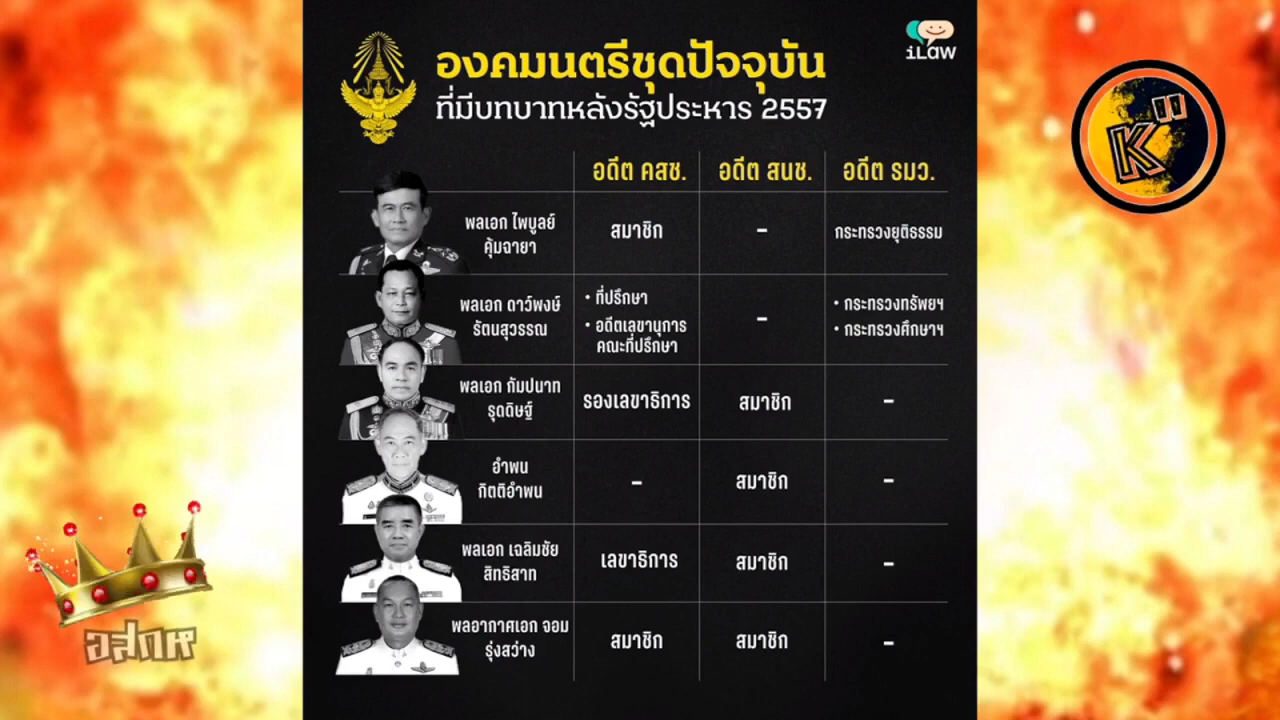 iLaw
องคมนตรีชุดปัจจุบัน
ที่มีบทบาทหลังรัฐประหาร 2557
K"
อดีต คสช. อดีต สนช. อดีต รมว.
พลเอก ไพบูลย์
คุ้มฉายา
สมาชิก - กระทรวงยุติธรรม
พลเอก ดาว์พงษ์
รัตนสุวรรณ
• ที่ปรึกษา
• อดีตเลขานุการ
คณะที่ปรึกษา
-
• กระทรวงทรัพยฯ
• กระทรวงศึกษาฯ
พลเอก กัมปนาท
รุดดิษฐ์
รองเลขาธิการ สมาชิก -
อำพน
กิตติอำพน
- สมาชิก -
พลเอก เฉลิมชัย
สิทธิสาท
เลขาธิการ สมาชิก -
พลอากาศเอก จอม
รุ่งสว่าง
สมาชิก สมาชิก -
อสกห